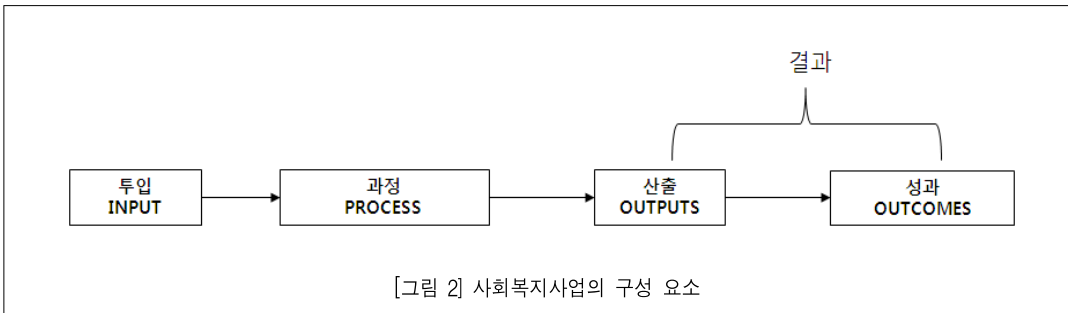 결과
투입
INPUT
과정
PROCESS
산출
OUTPUTS
성과
OUTCOMES
[그림 2] 사회복지사업의 구성 요소